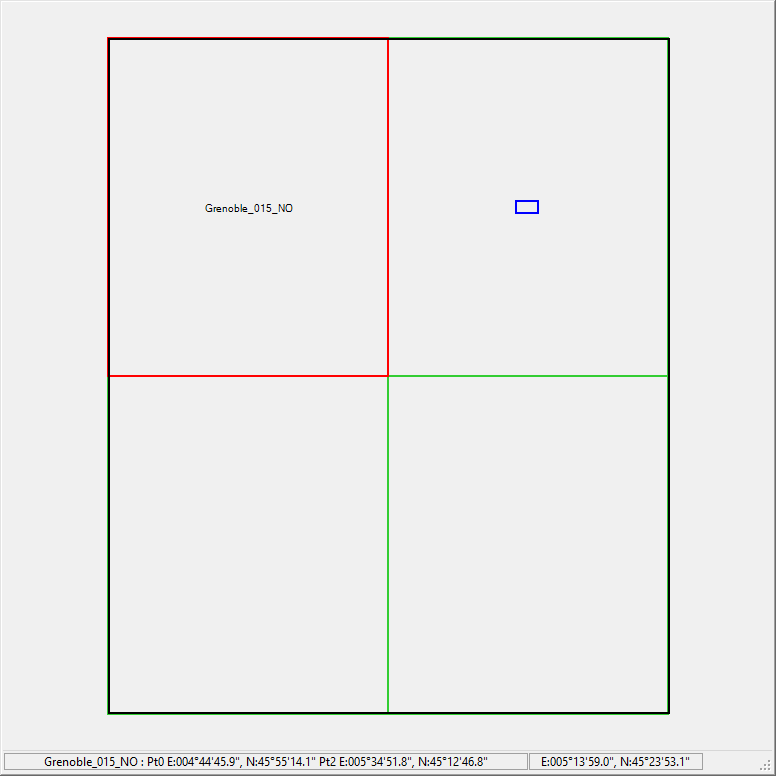 Grenoble_015_NO
Grenoble_015_NO : Pt0 E:004°44'45.9", N:45°55'14.1" Pt2 E:005°34'51.8", N:45°12'46.8"
E:005°13'59.0", N:45°23'53.1"